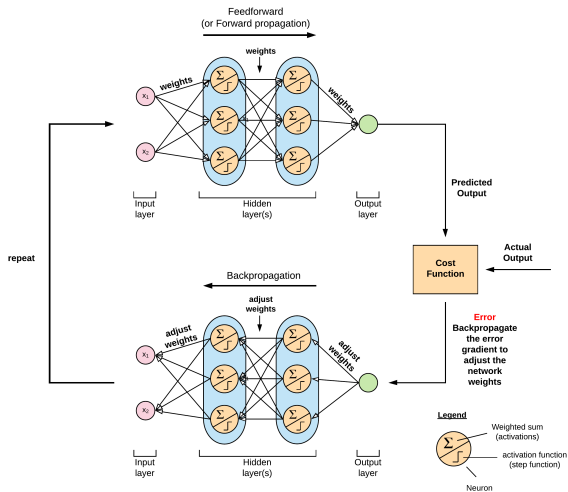 Feedforward
(or Forward propagation)
weights
weights
weights
x₁
x₂
Σ Σ
Σ Σ
Σ Σ
Input
layer
Hidden
layer(s)
Output
layer
Predicted
Output
repeat
Cost
Function
Actual
Output
Backpropagation
Error
Backpropagate
the error
gradient to
adjust the
network
weights
adjust
weights
adjust
weights
adjust
weights
x₁
x₂
Σ Σ
Σ Σ
Σ Σ
Input
layer
Hidden
layer(s)
Output
layer
Legend
Σ
Weighted sum
(activations)
activation function
(step function)
Neuron